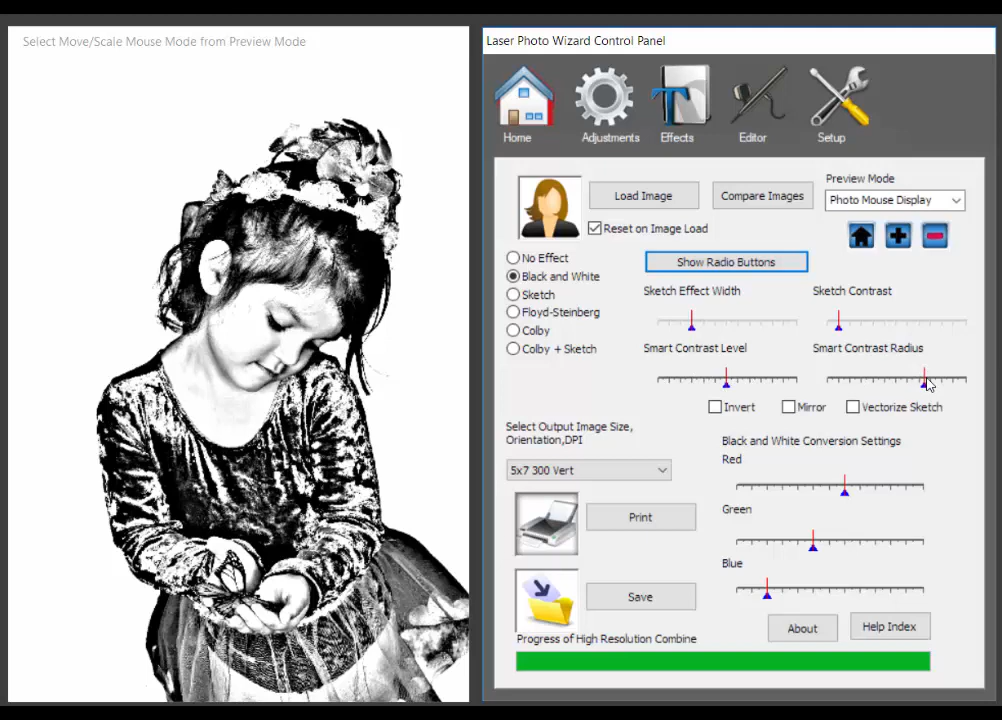 Select Move/Scale Mouse Mode from Preview Mode
Laser Photo Wizard Control Panel
Home
Adjustments
Effects
Editor
Setup
Load Image
Compare Images
Preview Mode
Photo Mouse Display
Reset on Image Load
No Effect
Black and White
Sketch
Floyd-Steinberg
Colby
Colby + Sketch
Show Radio Buttons
Sketch Effect Width
Sketch Contrast
Smart Contrast Level
Smart Contrast Radius
Invert
Mirror
Vectorize Sketch
Select Output Image Size,
Orientation,DPI
5x7 300 Vert
Black and White Conversion Settings
Red
Green
Blue
Print
Save
About
Help Index
Progress of High Resolution Combine